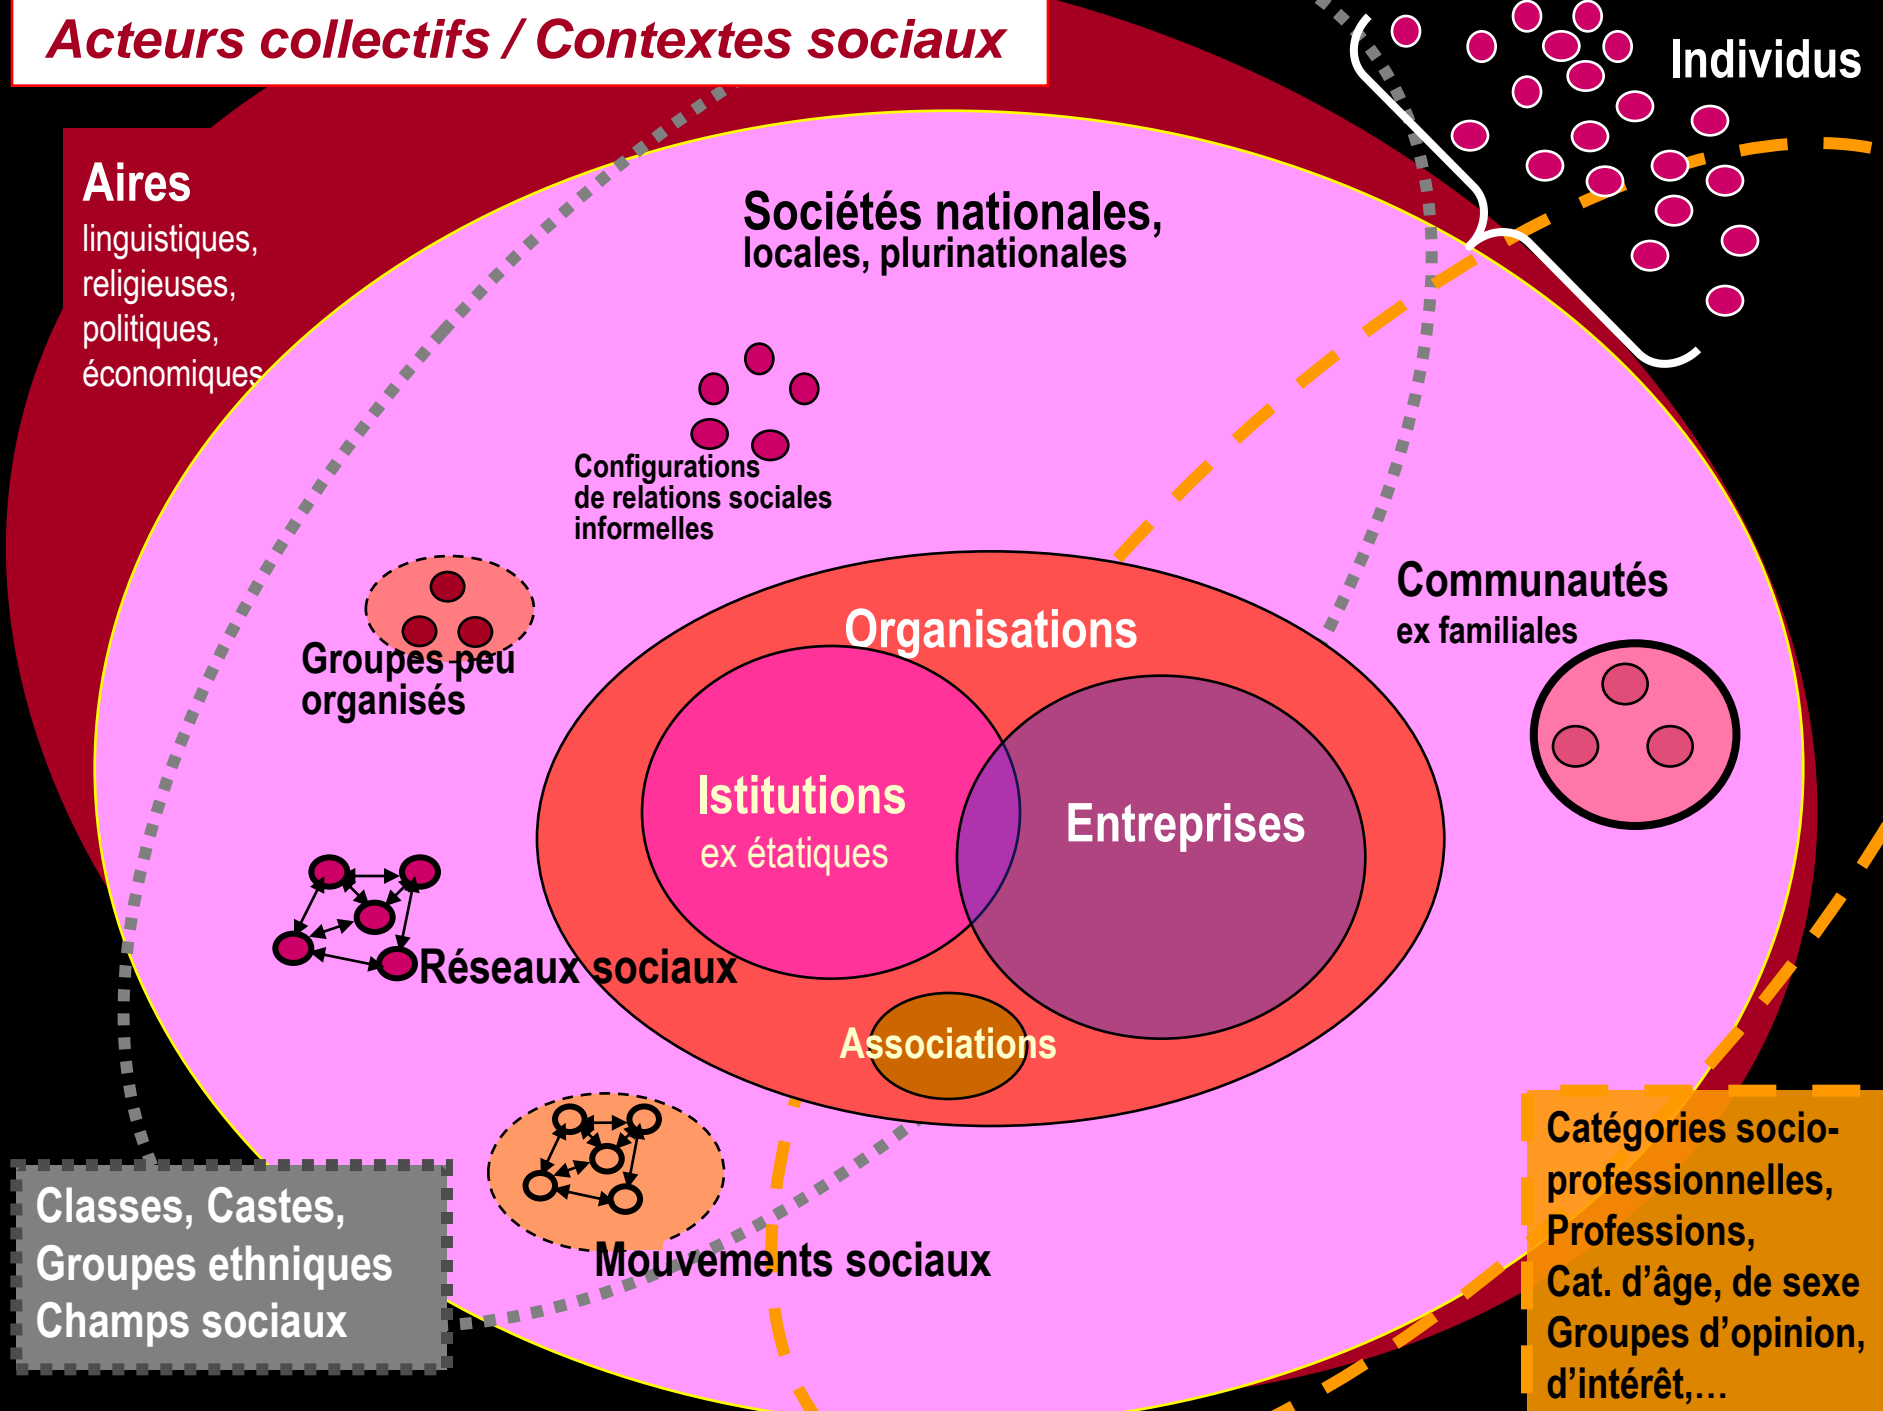 Acteurs collectifs / Contextes sociaux
Individus
Aires
linguistiques,
religieuses,
politiques,
économiques
Sociétés nationales,
locales, plurinationales
Configurations
de relations sociales
informelles
Groupes peu
organisés
Organisations
Communautés
ex familiales
Istitutions
ex étatiques
Entreprises
Réseaux sociaux
Associations
Mouvements sociaux
Classes, Castes,
Groupes ethniques
Champs sociaux
Catégories socio-
professionnelles,
Professions,
Cat. d’âge, de sexe
Groupes d’opinion,
d’intérêt,…